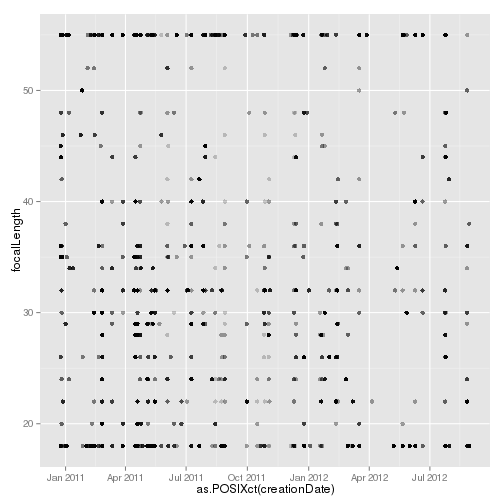 focalLength
50
40
30
20
Jan 2011 Apr 2011 Jul 2011 Oct 2011 Jan 2012 Apr 2012 Jul 2012
as.POSIXct(creationDate)